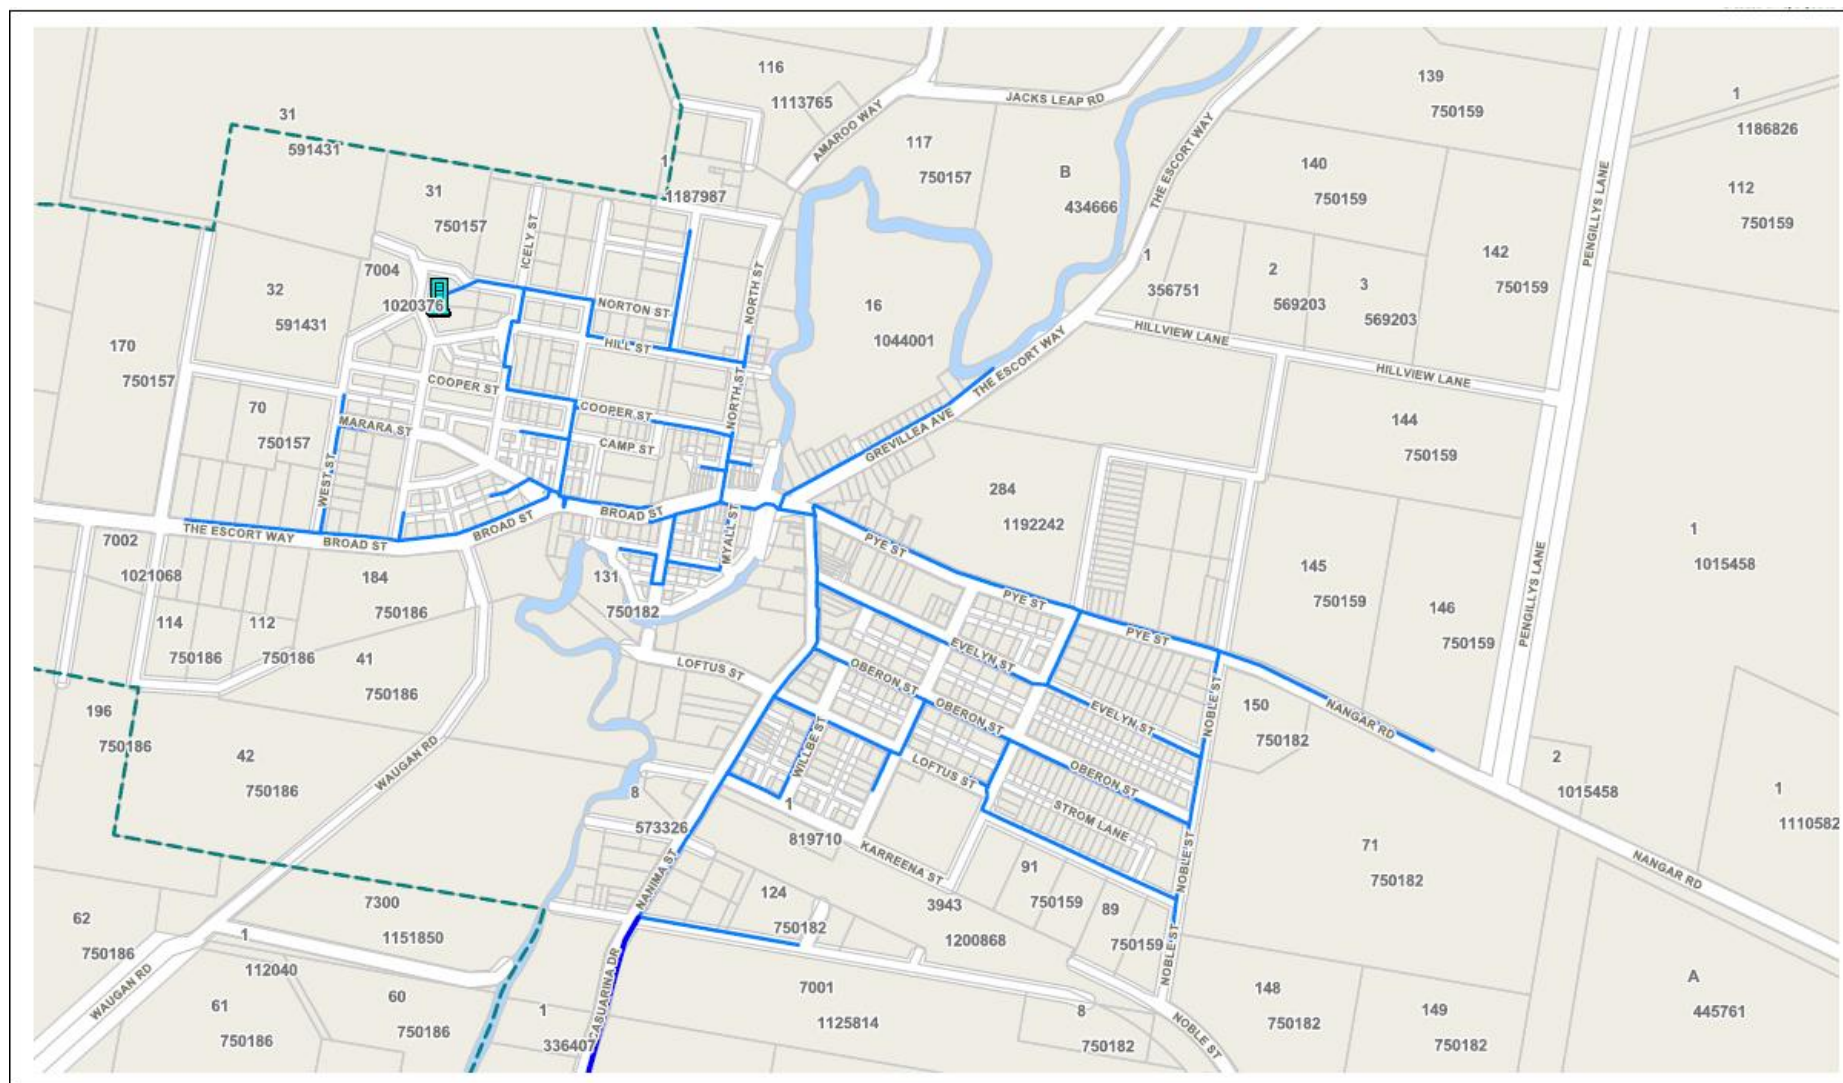 116
1113765
JACKS LEAP RD
139
750159
1
1186826
31
591431
AMAROO WAY
117
750157
B
434666
THE ESCORT WAY
140
750159
PENGILLYS LANE
112
750159
1
1187987
31
750157
ICELY ST
7004
1020376
32
591431
NORTON ST
NORTH ST
16
1044001
1
356751
2
569203
3
569203
142
750159
HILLVIEW LANE
HILLVIEW LANE
170
750157
HILL ST
COOPER ST
COOPER ST
NORTH ST
THE ESCORT WAY
GREVILLEA AVE
144
750159
70
750157
MARARA ST
CAMP ST
WEST ST
284
1192242
THE ESCORT WAY
BROAD ST
BROAD ST
BROAD ST
MYALL ST
PYE ST
1
1015458
7002
1021068
184
750186
131
750182
PYE ST
PYE ST
145
750159
146
750159
PENGILLYS LANE
114
750186
112
750186
41
750186
LOFTUS ST
EVELYN ST
OBERON ST
OBERON ST
EVELYN ST
NOBLE ST
150
750182
NANGAR RD
196
750186
42
750186
WAUGAN RD
WILLBE ST
LOFTUS ST
OBERON ST
STROM LANE
2
1015458
1
1110582
8
573326
1
819710
KARREENA ST
NOBLE ST
71
750182
NANGAR RD
NANIMA ST
91
750159
89
750159
124
750182
3943
1200868
62
750186
7300
1151850
1
112040
WAUGAN RD
61
750186
60
750186
1
336407
CASUARINA DR
7001
1125814
8
750182
NOBLE ST
NOBLE ST
148
750182
149
750182
A
445761